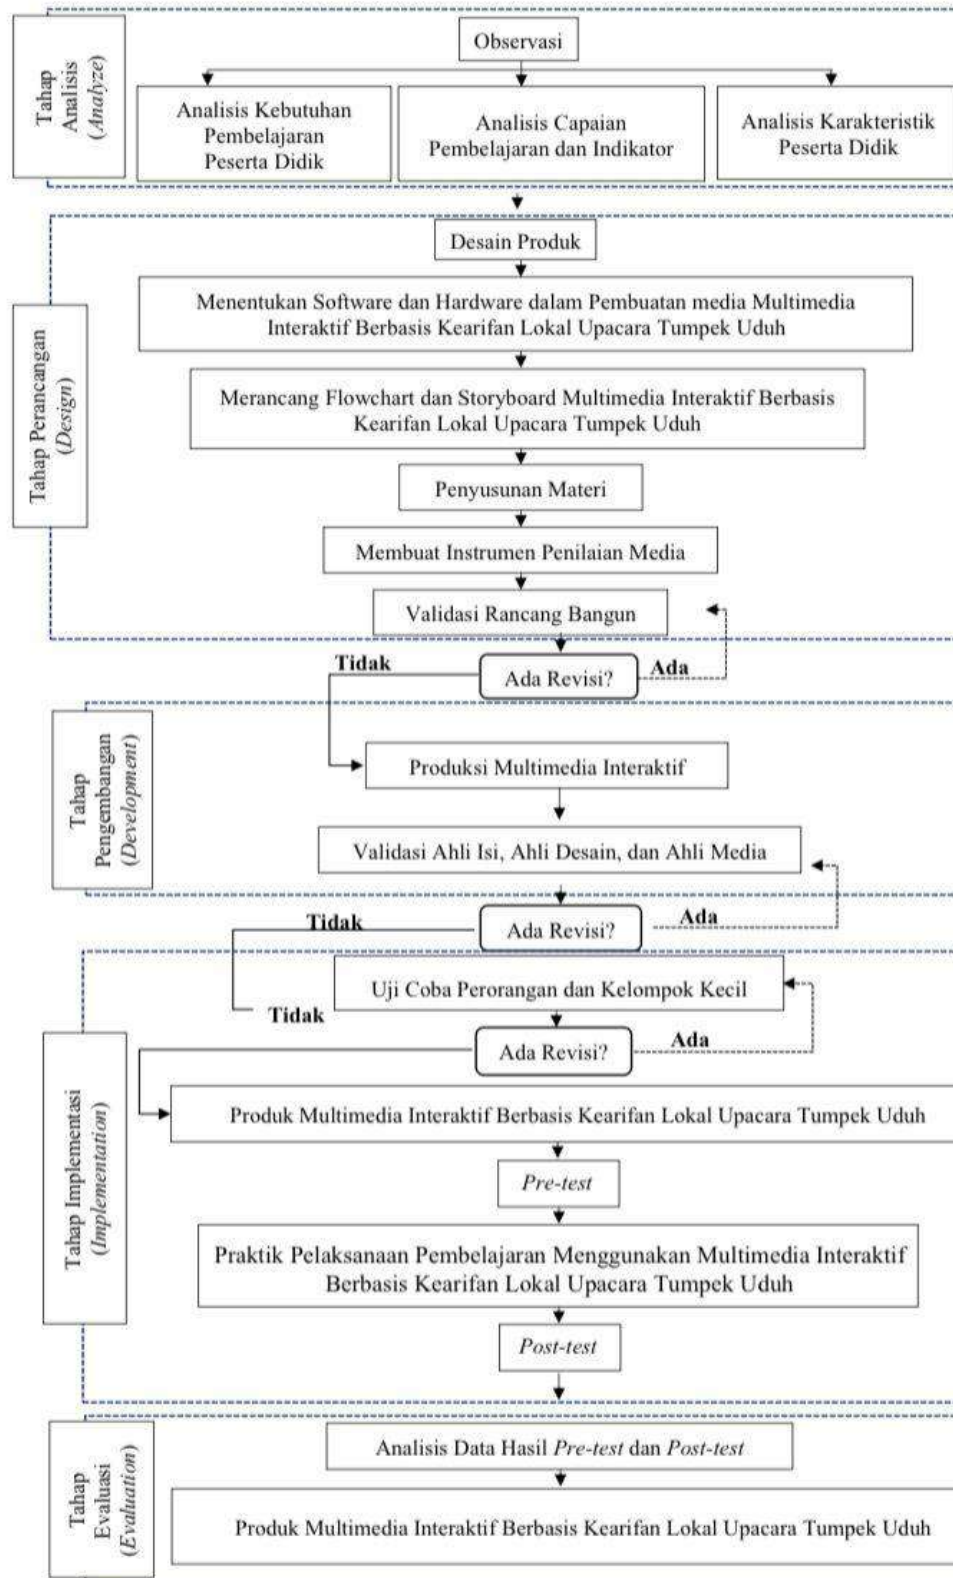 Tahap
Analisis
(Analyze)
Observasi
Analisis Kebutuhan
Pembelajaran
Peserta Didik
Analisis Capaian
Pembelajaran dan Indikator
Analisis Karakteristik
Peserta Didik
Tahap Perancangan
(Design)
Desain Produk
Menentukan Software dan Hardware dalam Pembuatan media Multimedia
Interaktif Berbasis Kearifan Lokal Upacara Tumpek Uduh
Merancang Flowchart dan Storyboard Multimedia Interaktif Berbasis
Kearifan Lokal Upacara Tumpek Uduh
Penyusunan Materi
Membuat Instrumen Penilaian Media
Validasi Rancang Bangun
Tidak
Ada Revisi?
Ada
Tahap
Pengembangan
(Development)
Produksi Multimedia Interaktif
Validasi Ahli Isi, Ahli Desain, dan Ahli Media
Tidak
Ada Revisi?
Ada
Tahap Implementasi
(Implementation)
Uji Coba Perorangan dan Kelompok Kecil
Tidak
Ada Revisi?
Ada
Produk Multimedia Interaktif Berbasis Kearifan Lokal Upacara Tumpek Uduh
Pre-test
Praktik Pelaksanaan Pembelajaran Menggunakan Multimedia Interaktif
Berbasis Kearifan Lokal Upacara Tumpek Uduh
Post-test
Tahap
Evaluasi
(Evaluation)
Analisis Data Hasil Pre-test dan Post-test
Produk Multimedia Interaktif Berbasis Kearifan Lokal Upacara Tumpek Uduh